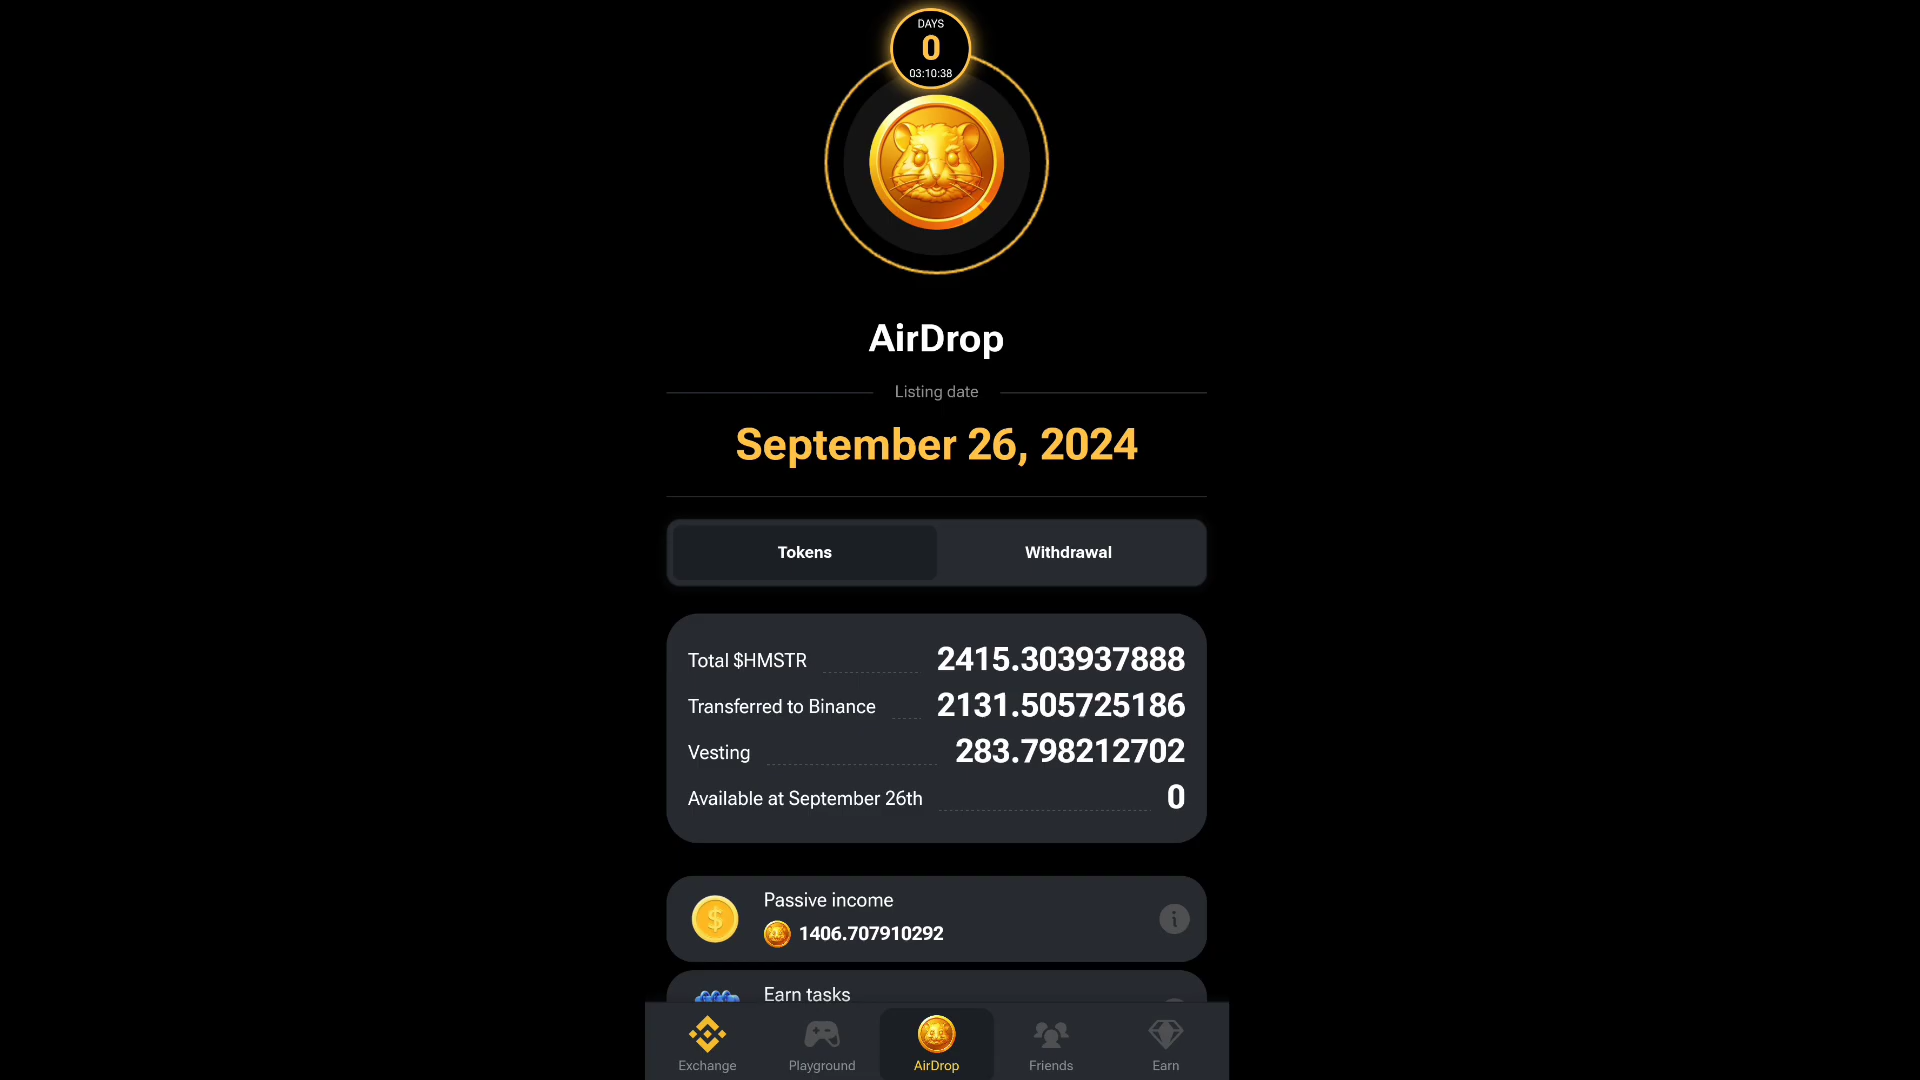 DAYS
0
03:10:38
AirDrop
Listing date
September 26, 2024
Tokens Withdrawal
Total $HMSTR 2415.303937888
Transferred to Binance 2131.505725186
Vesting 283.798212702
Available at September 26th 0
Passive income
1406.707910292
Earn tasks
Exchange Playground AirDrop Friends Earn